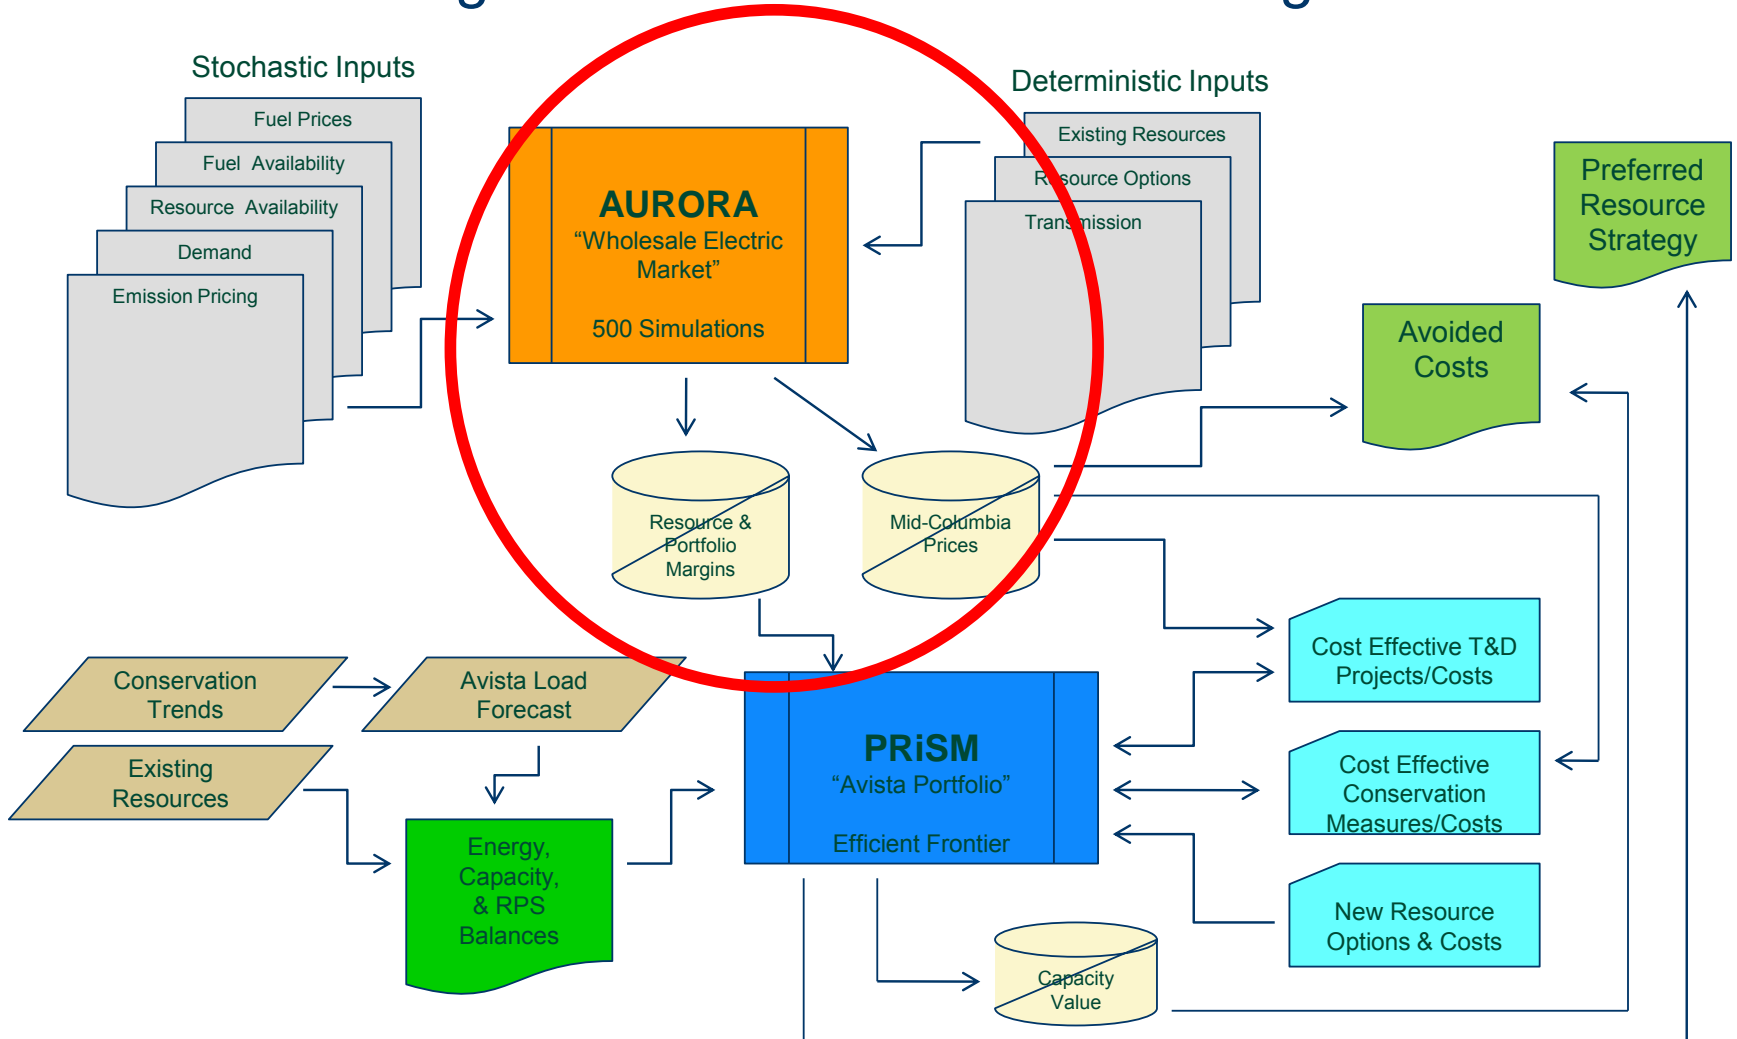 Stochastic Inputs
Fuel Prices
Fuel Availability
Resource Availability
Demand
Emission Pricing
AURORA
“Wholesale Electric
Market”
500 Simulations
Deterministic Inputs
Existing Resources
Resource Options
Transmission
Preferred
Resource
Strategy
Avoided
Costs
Resource &
Portfolio
Margins
Mid-Columbia
Prices
Conservation
Trends
Avista Load
Forecast
Existing
Resources
Energy,
Capacity,
& RPS
Balances
PRiSM
“Avista Portfolio”
Efficient Frontier
Cost Effective T&D
Projects/Costs
Cost Effective
Conservation
Measures/Costs
New Resource
Options & Costs
Capacity
Value